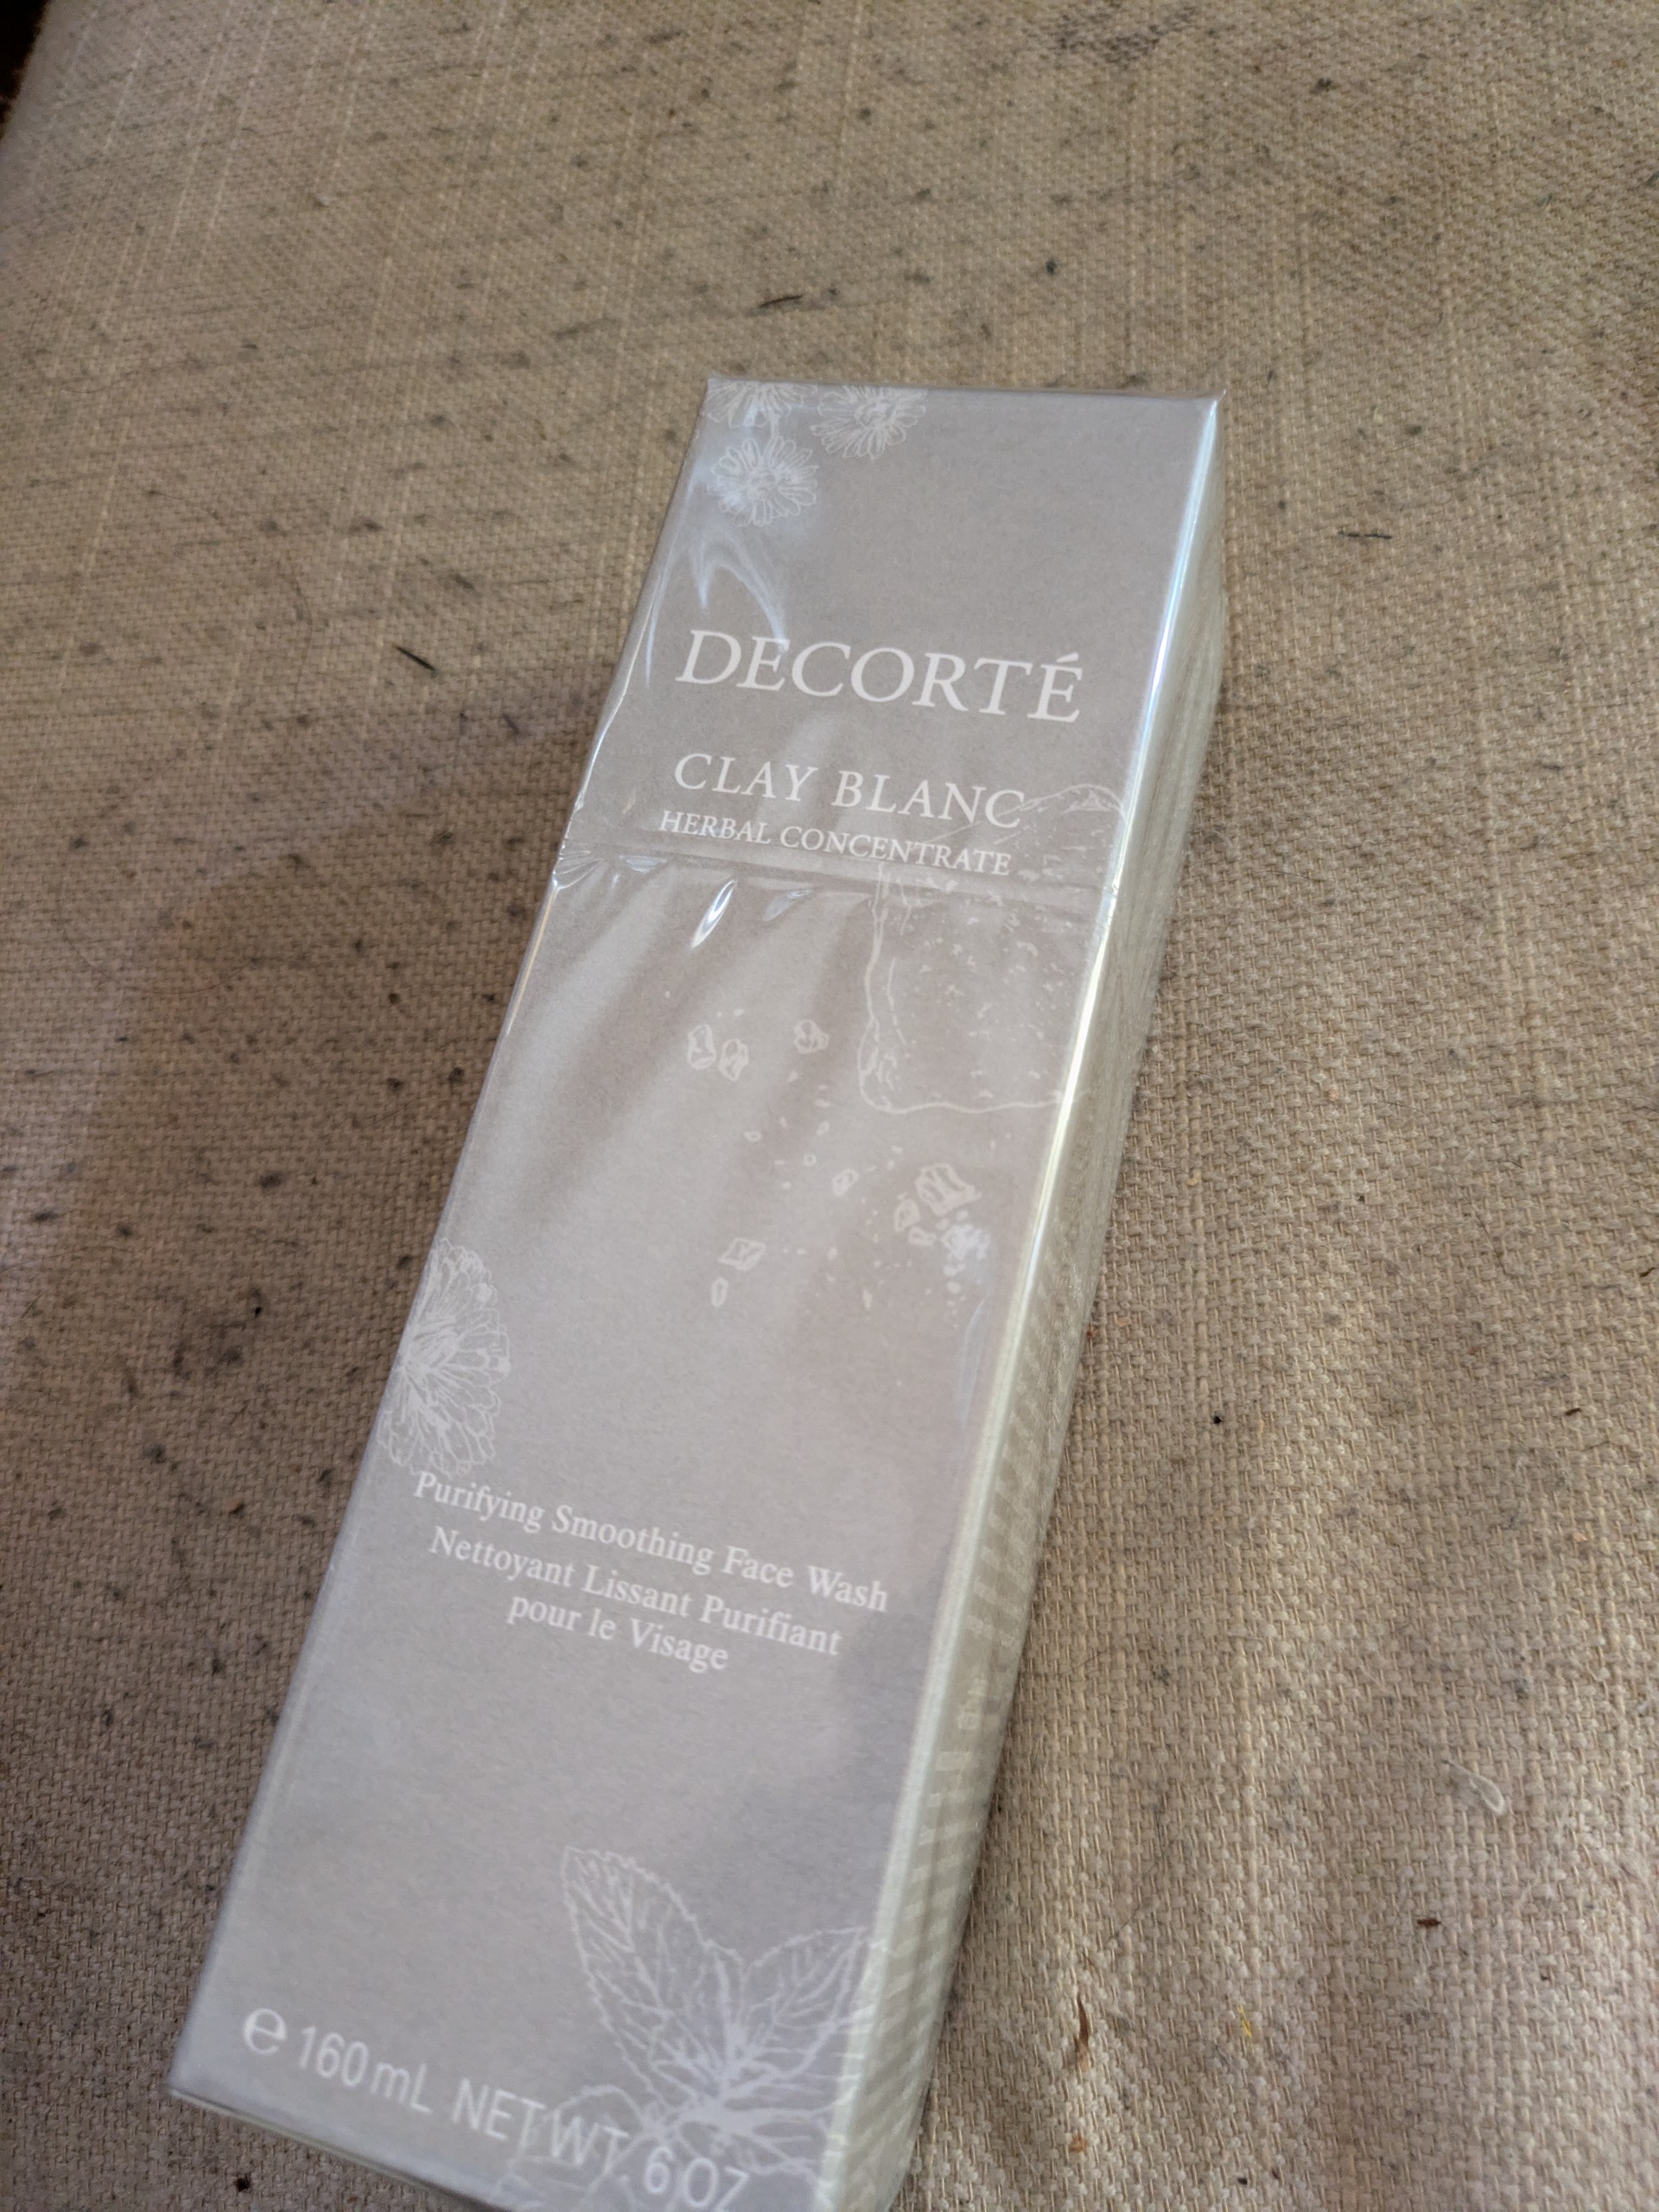 DECORTÉ
CLAY BLANC
HERBAL CONCENTRATE
Purifying Smoothing Face Wash
Nettoyant Lissant Purifiant
pour le Visage
℮ 160 mL NET WT. 6 OZ